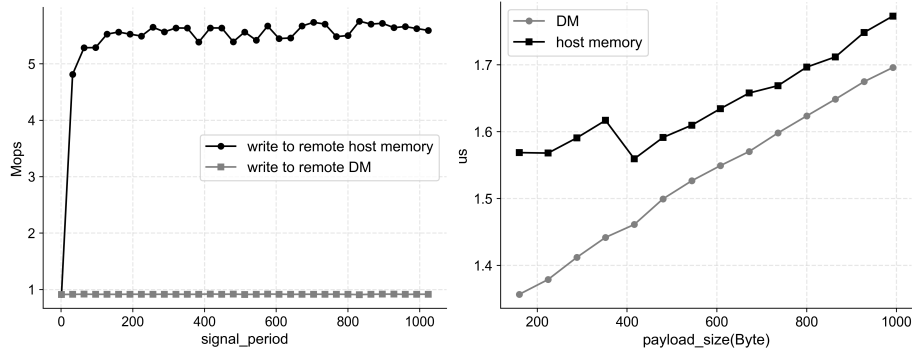 Mops
5
4
3
2
1
0
200
400
600
800
1000
signal_period
write to remote host memory
write to remote DM
us
1.7
1.6
1.5
1.4
200
400
600
800
1000
payload_size(Byte)
DM
host memory